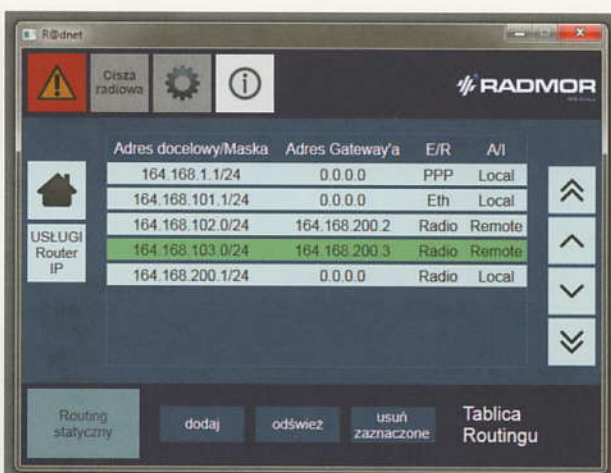 R@dnet
Cisza
radiowa
RADMOR
Adres docelowy/Maska Adres Gateway'a E/R A/I
164.168.1.1/24 0.0.0.0 PPP Local
164.168.101.1/24 0.0.0.0 Eth Local
164.168.102.0/24 164.168.200.2 Radio Remote
164.168.103.0/24 164.168.200.3 Radio Remote
164.168.200.1/24 0.0.0.0 Radio Local
USŁUGI
Router
IP
Routing
statyczny
dodaj
odśwież
usuń
zaznaczone
Tablica
Routingu